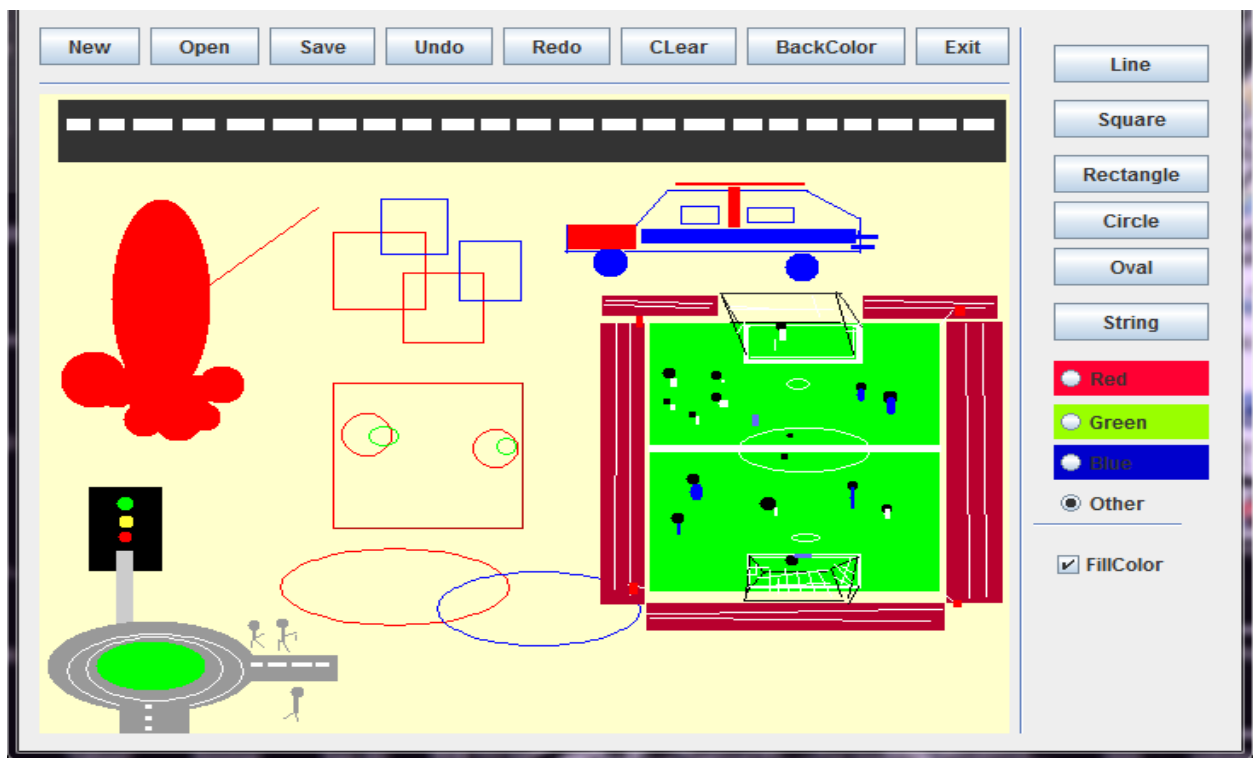 New Open Save Undo Redo CLear BackColor Exit
Line
Square
Rectangle
Circle
Oval
String
Red
Green
Blue
Other
FillColor